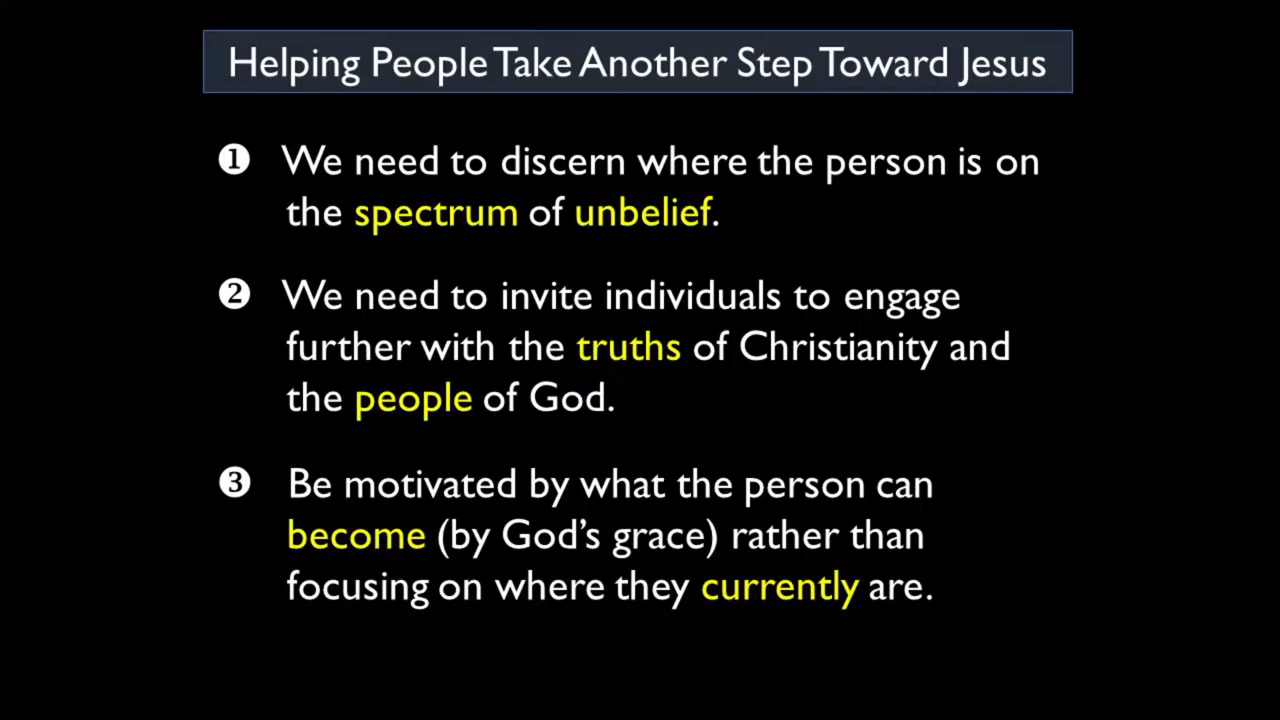 Helping People Take Another Step Toward Jesus
❶ We need to discern where the person is on
the spectrum of unbelief.
❷ We need to invite individuals to engage
further with the truths of Christianity and
the people of God.
❸ Be motivated by what the person can
become (by God’s grace) rather than
focusing on where they currently are.